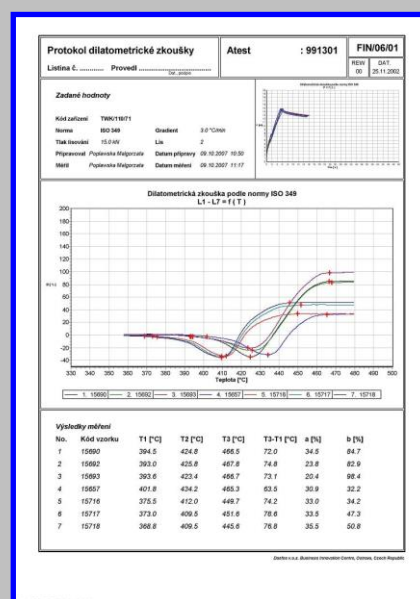 Protokol dilatometrické zkoušky
Atest : 991301
FIN/06/01
Listina č. ............ Provedl ....................................
REW. DAT.
00 25.11.2002
Zadané hodnoty
Kód zařízení TWK/119/71
Norma ISO 349 Gradient 3.0 °C/min
Tlak lisování 15.0 kN Lis 2
Připravoval Poplewska Malgorzata Datum přípravy 09.10.2007 10:50
Měřil Poplewska Malgorzata Datum měření 09.10.2007 11:17
Dilatometrická zkouška podle normy ISO 349
L1 - L7 = f ( T )
200
180
160
140
120
100
80
60
40
20
0
-20
-40
330 340 350 360 370 380 390 400 410 420 430 440 450 460 470 480 490 500
Teplota [°C]
1. 15690 2. 15692 3. 15693 4. 15657 5. 15716 6. 15717 7. 15718
Výsledky měření
No. Kód vzorku T1 [°C] T2 [°C] T3 [°C] T3-T1 [°C] a [%] b [%]
1 15690 394.5 424.8 466.5 72.0 34.5 84.7
2 15692 393.0 425.8 467.8 74.8 23.8 82.9
3 15693 393.6 423.4 466.7 73.1 20.4 98.4
4 15657 401.8 434.2 465.3 63.5 30.9 32.2
5 15716 375.5 412.0 449.7 74.2 33.0 34.2
6 15717 373.0 409.5 451.6 78.6 33.5 47.3
7 15718 368.8 409.5 445.6 76.8 35.5 50.8
Business Innovation Centre, Ostrava, Czech Republic